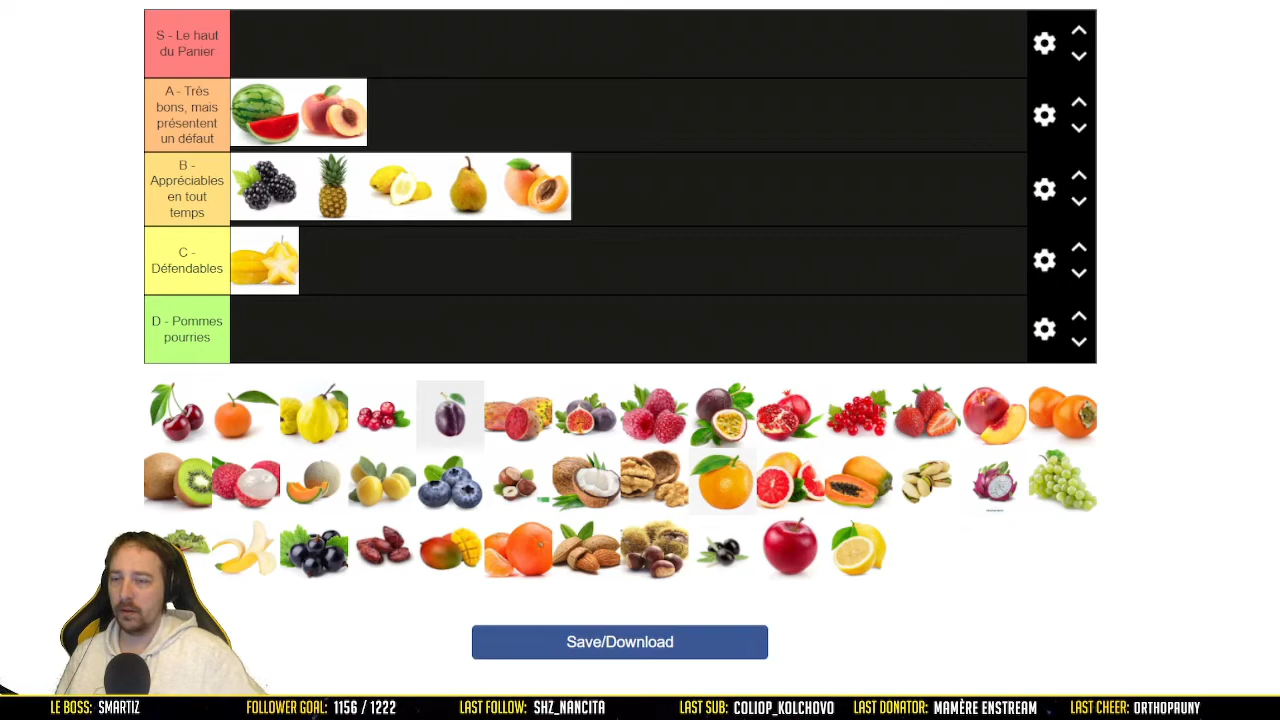 S - Le haut
du Panier
A - Très
bons, mais
présentent
un défaut
B -
Appréciables
en tout
temps
C -
Défendables
D - Pommes
pourries
Save/Download
LE BOSS: SMARTIZ
FOLLOWER GOAL: 1156 / 1222
LAST FOLLOW: SHZ_NANCITA
LAST SUB: COLIOP_KOLCHOVO
LAST DONATOR: MAMÈRE ENSTREAM
LAST CHEER: ORTHOPAUNY